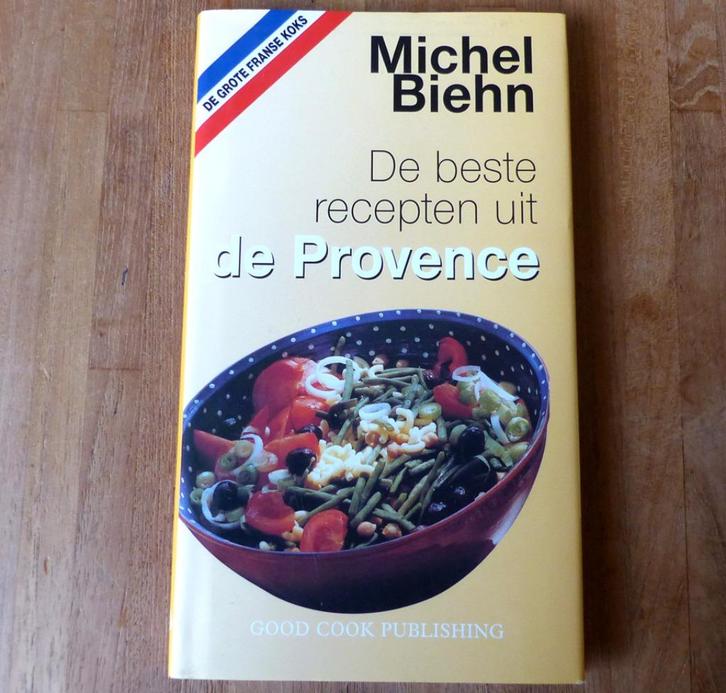 DE GROTE FRANSE KOKS
Michel
Biehn
De beste
recepten uit
de Provence
GOOD COOK PUBLISHING